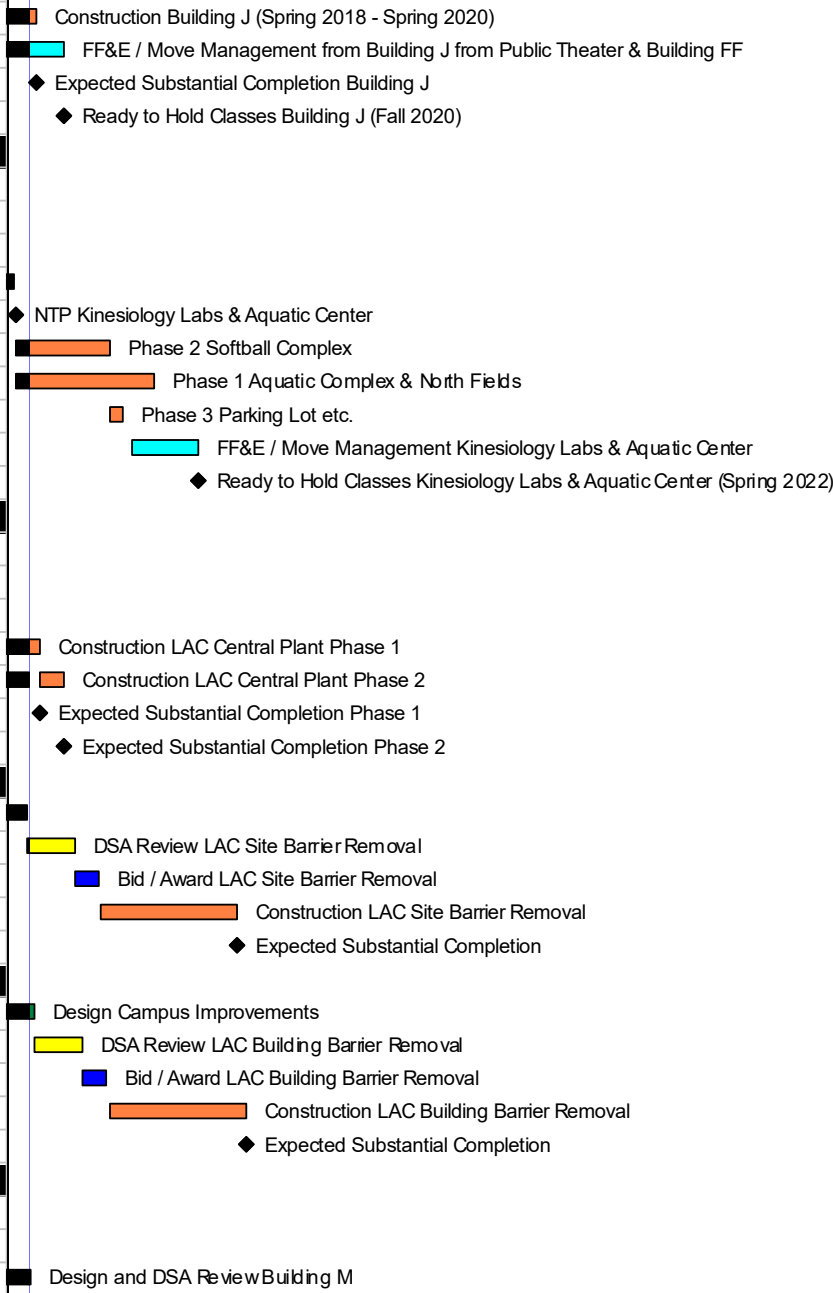 Construction Building J (Spring 2018 - Spring 2020)
FF&E / Move Management from Building J from Public Theater & Building FF
Expected Substantial Completion Building J
Ready to Hold Classes Building J (Fall 2020)
NTP Kinesiology Labs & Aquatic Center
Phase 2 Softball Complex
Phase 1 Aquatic Complex & North Fields
Phase 3 Parking Lot etc.
FF&E / Move Management Kinesiology Labs & Aquatic Center
Ready to Hold Classes Kinesiology Labs & Aquatic Center (Spring 2022)
Construction LAC Central Plant Phase 1
Construction LAC Central Plant Phase 2
Expected Substantial Completion Phase 1
Expected Substantial Completion Phase 2
DSA Review LAC Site Barrier Removal
Bid / Award LAC Site Barrier Removal
Construction LAC Site Barrier Removal
Expected Substantial Completion
Design Campus Improvements
DSA Review LAC Building Barrier Removal
Bid / Award LAC Building Barrier Removal
Construction LAC Building Barrier Removal
Expected Substantial Completion
Design and DSA Review Building M